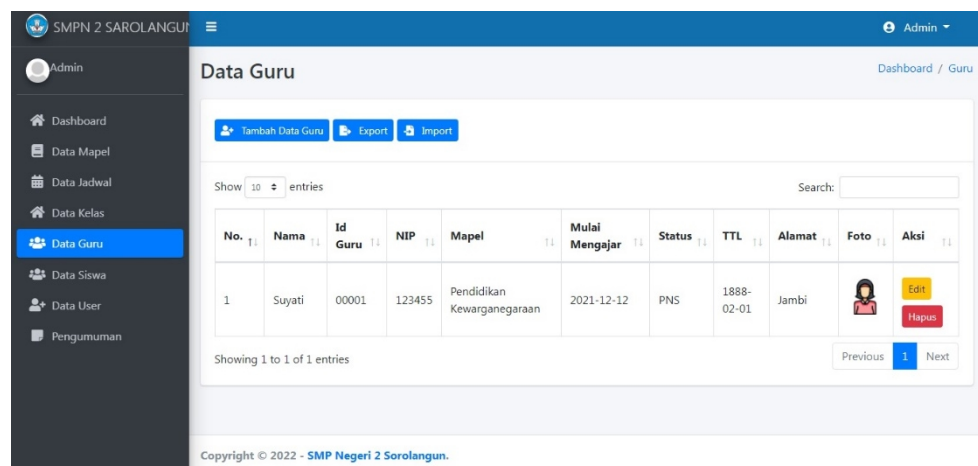 SMPN 2 SAROLANGUN
Admin
Admin
Data Guru
Dashboard / Guru
Dashboard
Data Mapel
Data Jadwal
Data Kelas
Data Guru
Data Siswa
Data User
Pengumuman
Tambah Data Guru Export Import
Show 10 entries
Search:
No. Nama Id Guru NIP Mapel Mulai Mengajar Status TTL Alamat Foto Aksi
1 Suyati 00001 123455 Pendidikan Kewarganegaraan 2021-12-12 PNS 1888-02-01 Jambi Edit
Hapus
Showing 1 to 1 of 1 entries
Previous 1 Next
Copyright © 2022 - SMP Negeri 2 Sorolangun.